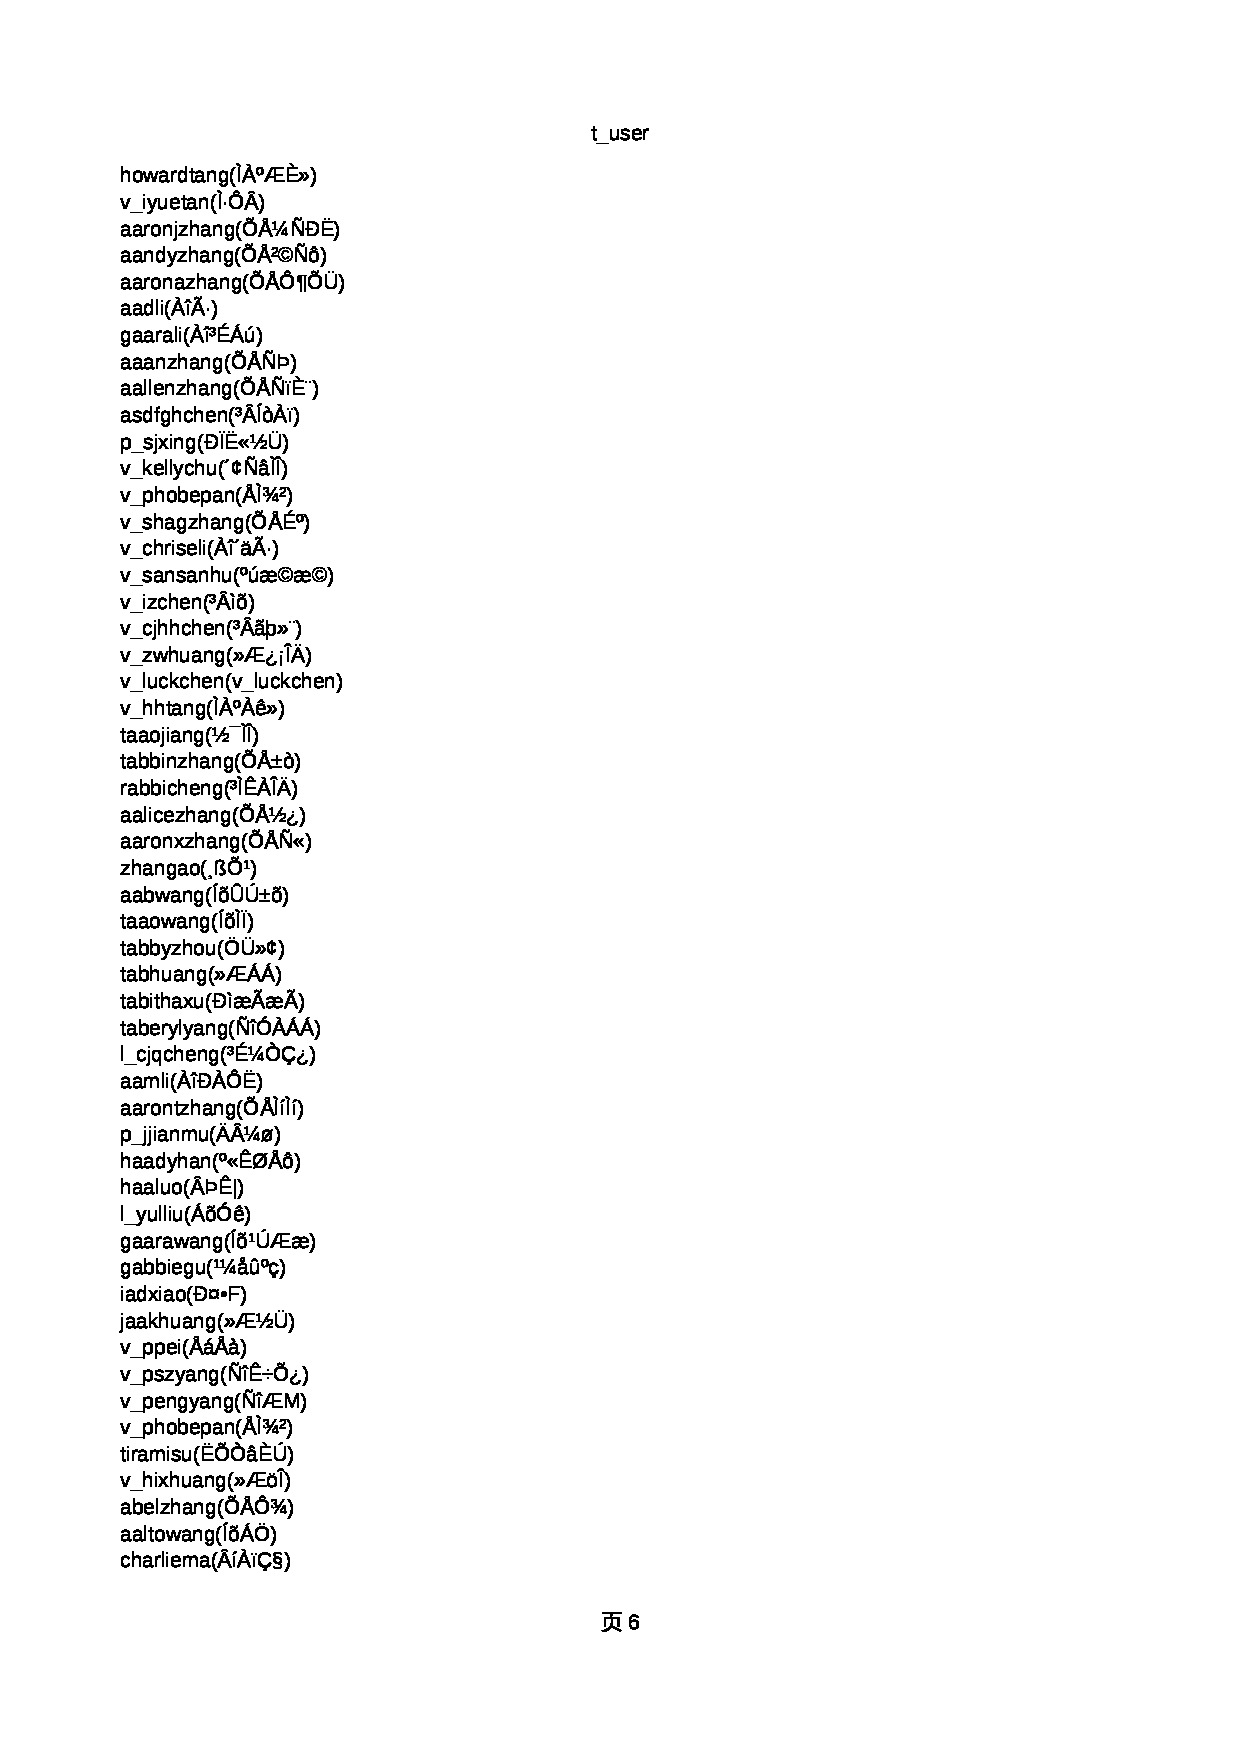 t_user
howardtang(ÌÀºÆÈ»)
v_iyuetan(Ì·ÔÂ)
aaronjzhang(ÕÅ¼ÑÐË)
aandyzhang(ÕÅ²©Ñô)
aaronazhang(ÕÅÔ¶ÕÜ)
aadli(ÀîÃ·)
gaarali(Àî³ÉÁú)
aaanzhang(ÕÅÑÞ)
aallenzhang(ÕÅÑïÈ¨)
asdfghchen(³ÂÍòÀï)
p_sjxing(ÐÏË«½Ü)
v_kellychu(´¢ÑâÌÎ)
v_phobepan(ÅÌ¾²)
v_shagzhang(ÕÅÉº)
v_chriseli(Àî´äÃ·)
v_sansanhu(ºúæ©æ©)
v_izchen(³Âìõ)
v_cjhhchen(³Âãþ»¨)
v_zwhuang(»Æ¿¡ÎÄ)
v_luckchen(v_luckchen)
v_hhtang(ÌÀºÀê»)
taaojiang(½¯ÌÎ)
tabbinzhang(ÕÅ±ò)
rabbicheng(³ÌÊÀÎÄ)
aalicezhang(ÕÅ½¿)
aaronxzhang(ÕÅÑ«)
zhangao(¸ßÕ¹)
aabwang(ÍõÛÚ±õ)
taaowang(ÍõÌÏ)
tabbyzhou(ÖÜ»¢)
tabhuang(»ÆÁÁ)
tabithaxu(ÐìæÃæÃ)
taberylyang(ÑîÓÀÁÁ)
l_cjqcheng(³É¼ÒÇ¿)
aamli(ÀîÐÀÔË)
aarontzhang(ÕÅÌíÌí)
p_jjianmu(ÄÂ¼ø)
haadyhan(º«ÊØÅô)
haaluo(ÂÞÊ|)
l_yulliu(ÁõÓê)
gaarawang(Íõ¹ÚÆæ)
gabbiegu(¹¼åûºç)
iadxiao(Ð¤•F)
jaakhuang(»Æ½Ü)
v_ppei(ÅáÅà)
v_pszyang(ÑîÊ÷Õ¿)
v_pengyang(ÑîÆM)
v_phobepan(ÅÌ¾²)
tiramisu(ËÕÒâÈÚ)
v_hixhuang(»ÆöÎ)
abelzhang(ÕÅÔ¾)
aaltowang(ÍõÁÖ)
charliema(ÂíÀïÇ§)
页 6